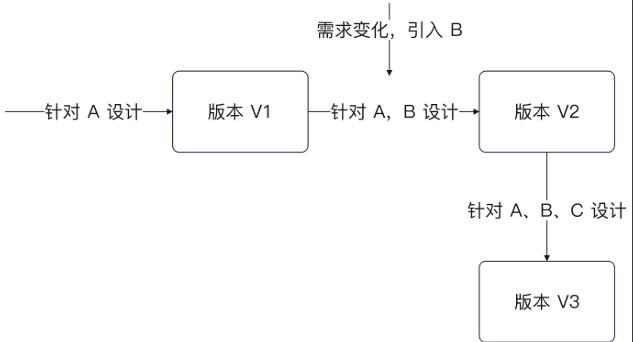 需求变化，引入 B
针对 A 设计
版本 V1
针对 A，B 设计
版本 V2
针对 A、B、C 设计
版本 V3